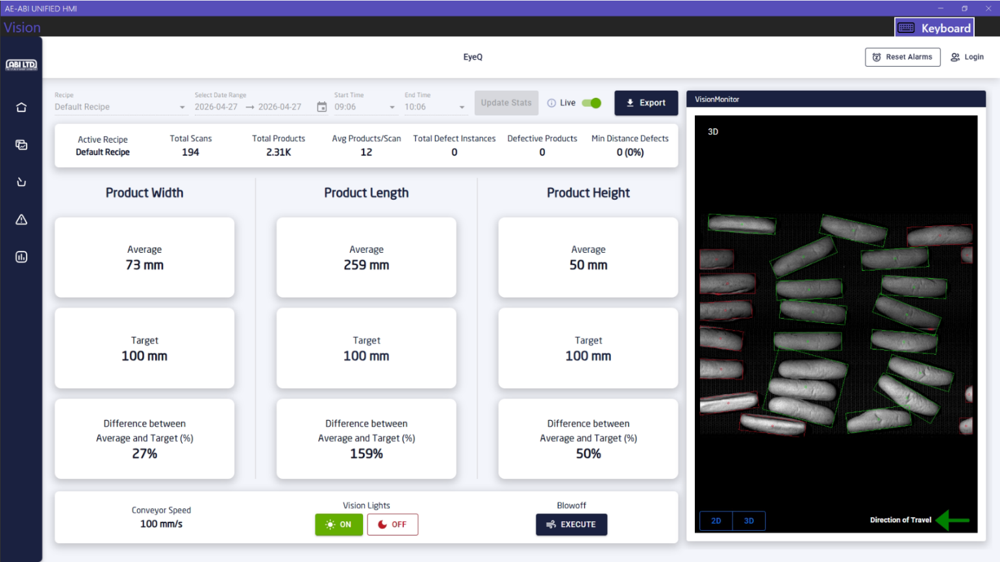 AE-ABI UNIFIED HMI
Vision
Keyboard
ABI LTD
EyeQ
Reset Alarms
Login
Recipe
Default Recipe
Select Date Range
2026-04-27 → 2026-04-27
Start Time
09:06
End Time
10:06
Update Stats
Live
Export
Active Recipe
Default Recipe
Total Scans
194
Total Products
2.31K
Avg Products/Scan
12
Total Defect Instances
0
Defective Products
0
Min Distance Defects
0 (0%)
Product Width
Average
73 mm
Target
100 mm
Difference between
Average and Target (%)
27%
Product Length
Average
259 mm
Target
100 mm
Difference between
Average and Target (%)
159%
Product Height
Average
50 mm
Target
100 mm
Difference between
Average and Target (%)
50%
Conveyor Speed
100 mm/s
Vision Lights
ON
OFF
Blowoff
EXECUTE
VisionMonitor
3D
2D
3D
Direction of Travel